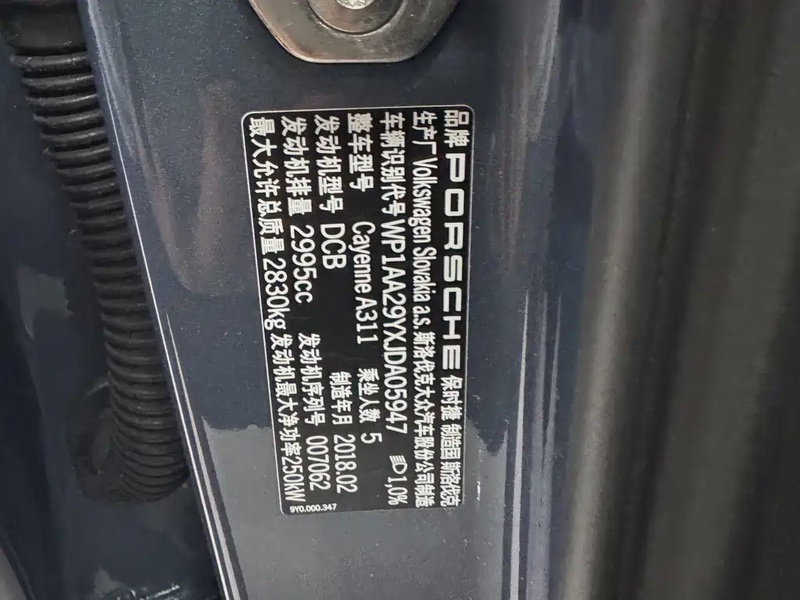 品牌 PORSCHE 保时捷 制造国 斯洛伐克
生产厂 Volkswagen Slovakia a.s. 斯洛伐克大众汽车股份公司制造
车辆识别代号 WP1AA29YXJDA05947 1,0%
整车型号 Cayenne A311 乘坐人数 5
发动机型号 DCB 制造年月 2018.02
发动机排量 2995cc 发动机序列号 007062
最大允许总质量 2830kg 发动机最大净功率250kW
9Y0.000.347